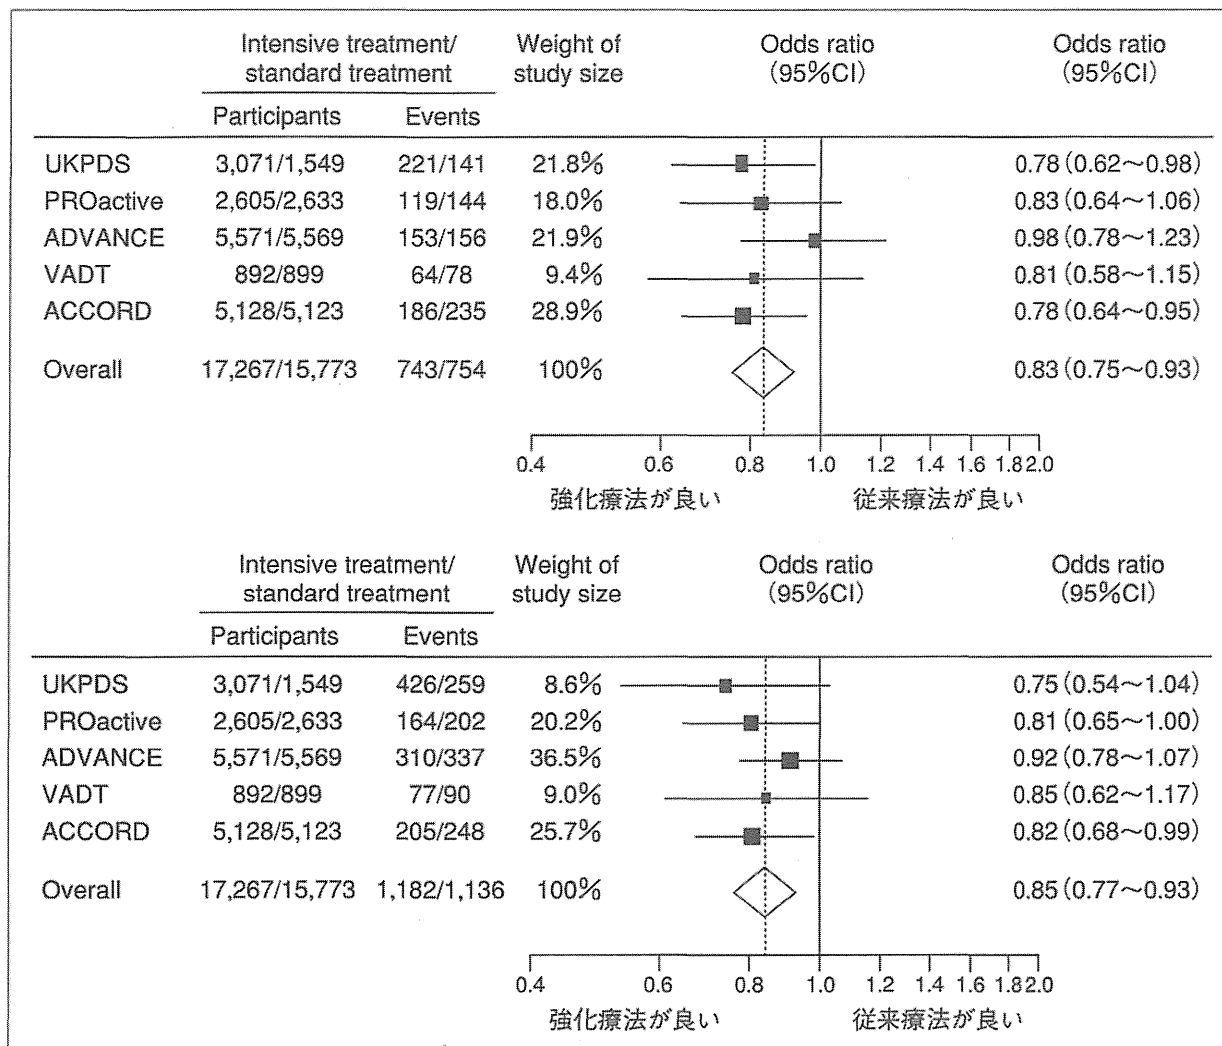 Intensive treatment/ Weight of Odds ratio Odds ratio
standard treatment study size (95%CI) (95%CI)
Participants Events
UKPDS 3,071/1,549 221/141 21.8% 0.78(0.62〜0.98)
PROactive 2,605/2,633 119/144 18.0% 0.83(0.64〜1.06)
ADVANCE 5,571/5,569 153/156 21.9% 0.98(0.78〜1.23)
VADT 892/899 64/78 9.4% 0.81(0.58〜1.15)
ACCORD 5,128/5,123 186/235 28.9% 0.78(0.64〜0.95)
Overall 17,267/15,773 743/754 100% 0.83(0.75〜0.93)
0.4 0.6 0.8 1.0 1.2 1.4 1.6 1.8 2.0
強化療法が良い 従来療法が良い
Intensive treatment/ Weight of Odds ratio Odds ratio
standard treatment study size (95%CI) (95%CI)
Participants Events
UKPDS 3,071/1,549 426/259 8.6% 0.75(0.54〜1.04)
PROactive 2,605/2,633 164/202 20.2% 0.81(0.65〜1.00)
ADVANCE 5,571/5,569 310/337 36.5% 0.92(0.78〜1.07)
VADT 892/899 77/90 9.0% 0.85(0.62〜1.17)
ACCORD 5,128/5,123 205/248 25.7% 0.82(0.68〜0.99)
Overall 17,267/15,773 1,182/1,136 100% 0.85(0.77〜0.93)
0.4 0.6 0.8 1.0 1.2 1.4 1.6 1.8 2.0
強化療法が良い 従来療法が良い